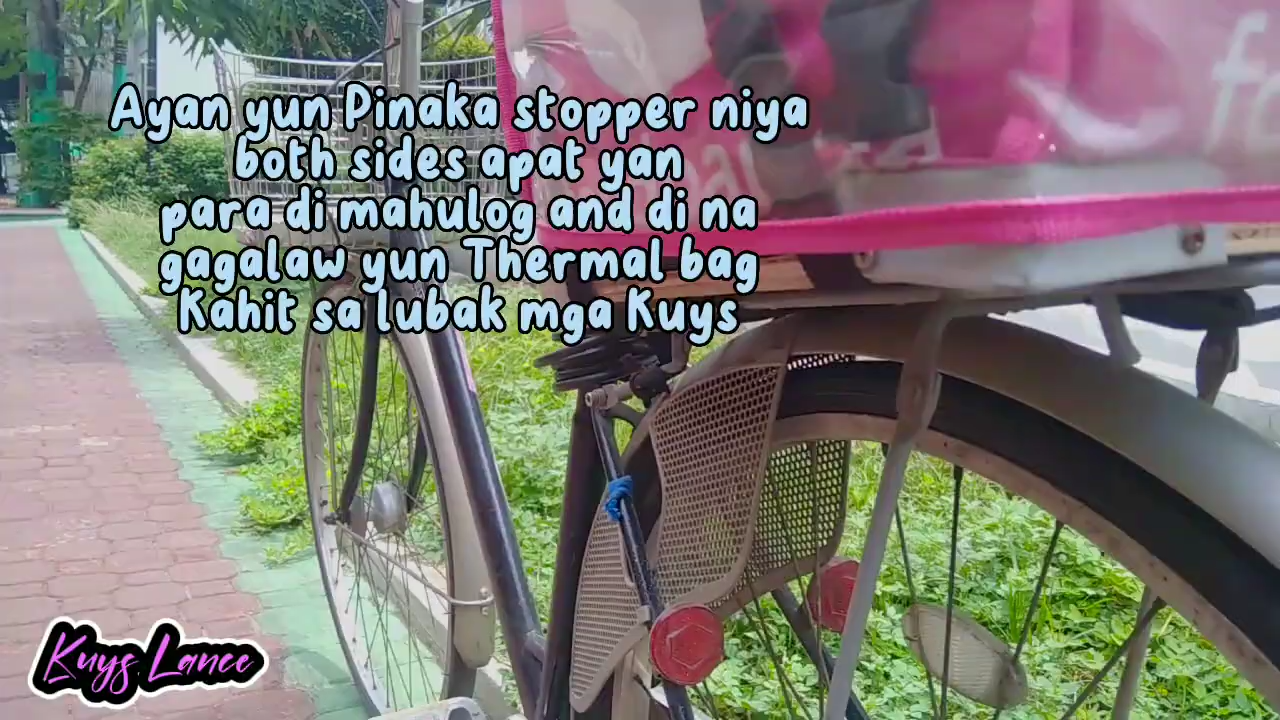 Ayan yun Pinaka stopper niya
both sides apat yan
para di mahulog and di na
gagalaw yun Thermal bag
Kahit sa lubak mga Kuys
Kuys Lance